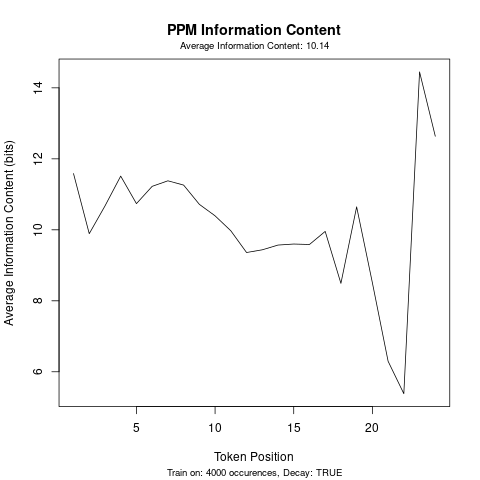 PPM Information Content
Average Information Content: 10.14
Average Information Content (bits)
14
12
10
8
6
5
10
15
20
Token Position
Train on: 4000 occurences, Decay: TRUE